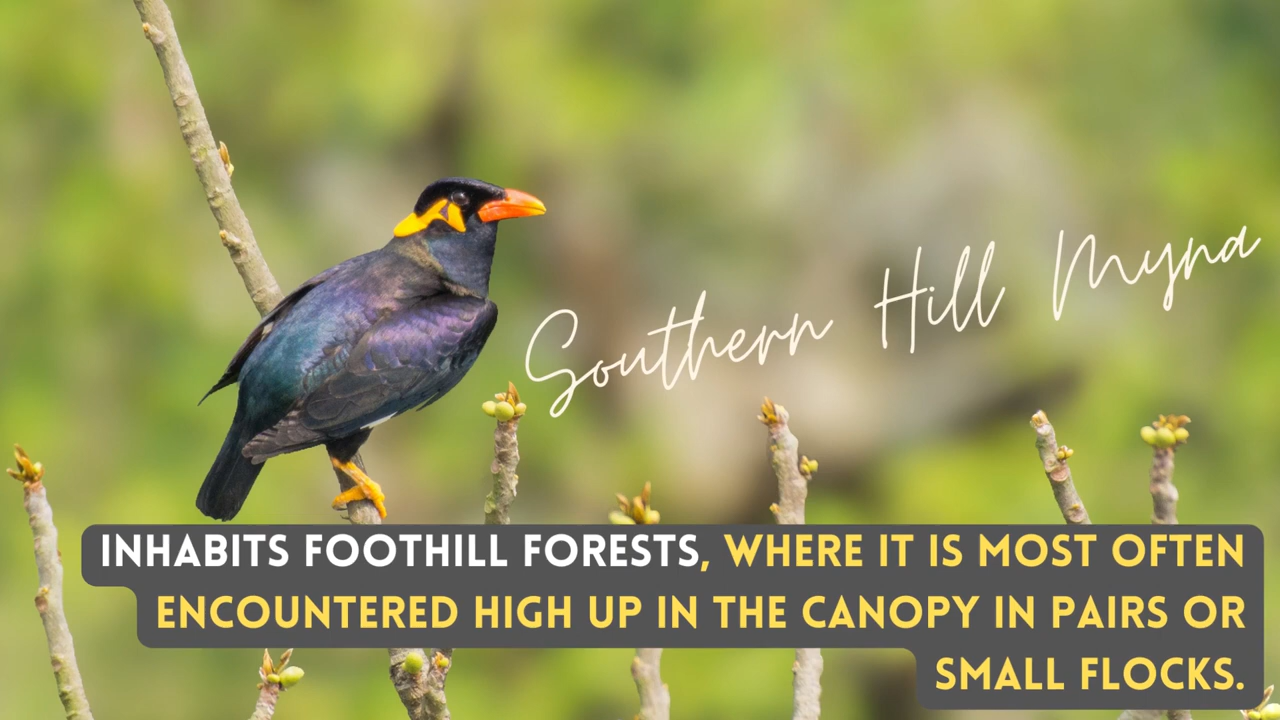 Southern Hill Myna
INHABITS FOOTHILL FORESTS, WHERE IT IS MOST OFTEN
ENCOUNTERED HIGH UP IN THE CANOPY IN PAIRS OR
SMALL FLOCKS.